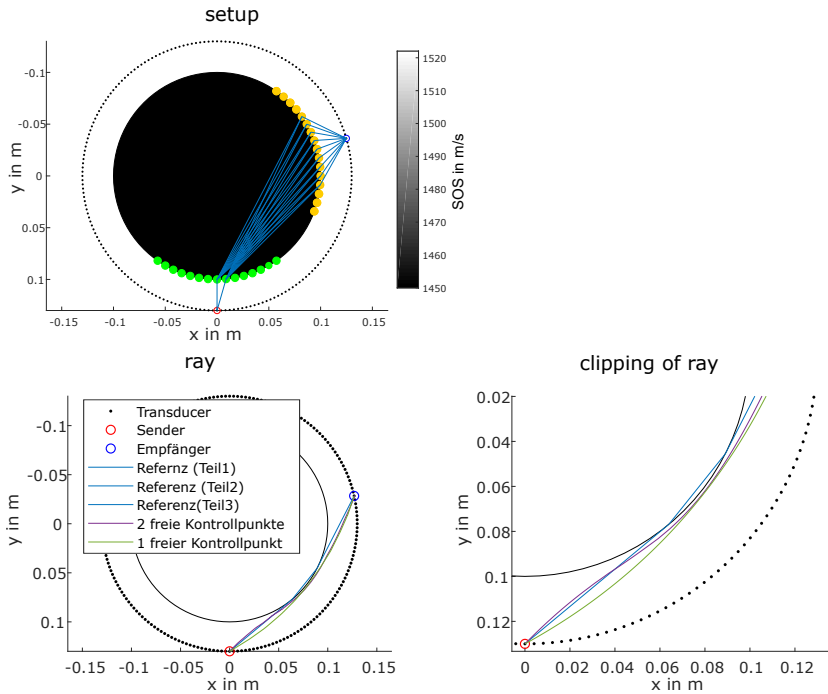 setup
-0.1
-0.05
0
0.05
0.1
y in m
-0.15 -0.1 -0.05 0 0.05 0.1 0.15
x in m
1520
1510
1500
1490
1480
1470
1460
1450
SOS in m/s
ray
-0.1
-0.05
0
0.05
0.1
y in m
Transducer
Sender
Empfänger
Refernz (Teil1)
Referenz (Teil2)
Referenz(Teil3)
2 freie Kontrollpunkte
1 freier Kontrollpunkt
-0.15 -0.1 -0.05 0 0.05 0.1 0.15
x in m
clipping of ray
0.02
0.04
0.06
0.08
0.1
0.12
y in m
0 0.02 0.04 0.06 0.08 0.1 0.12
x in m